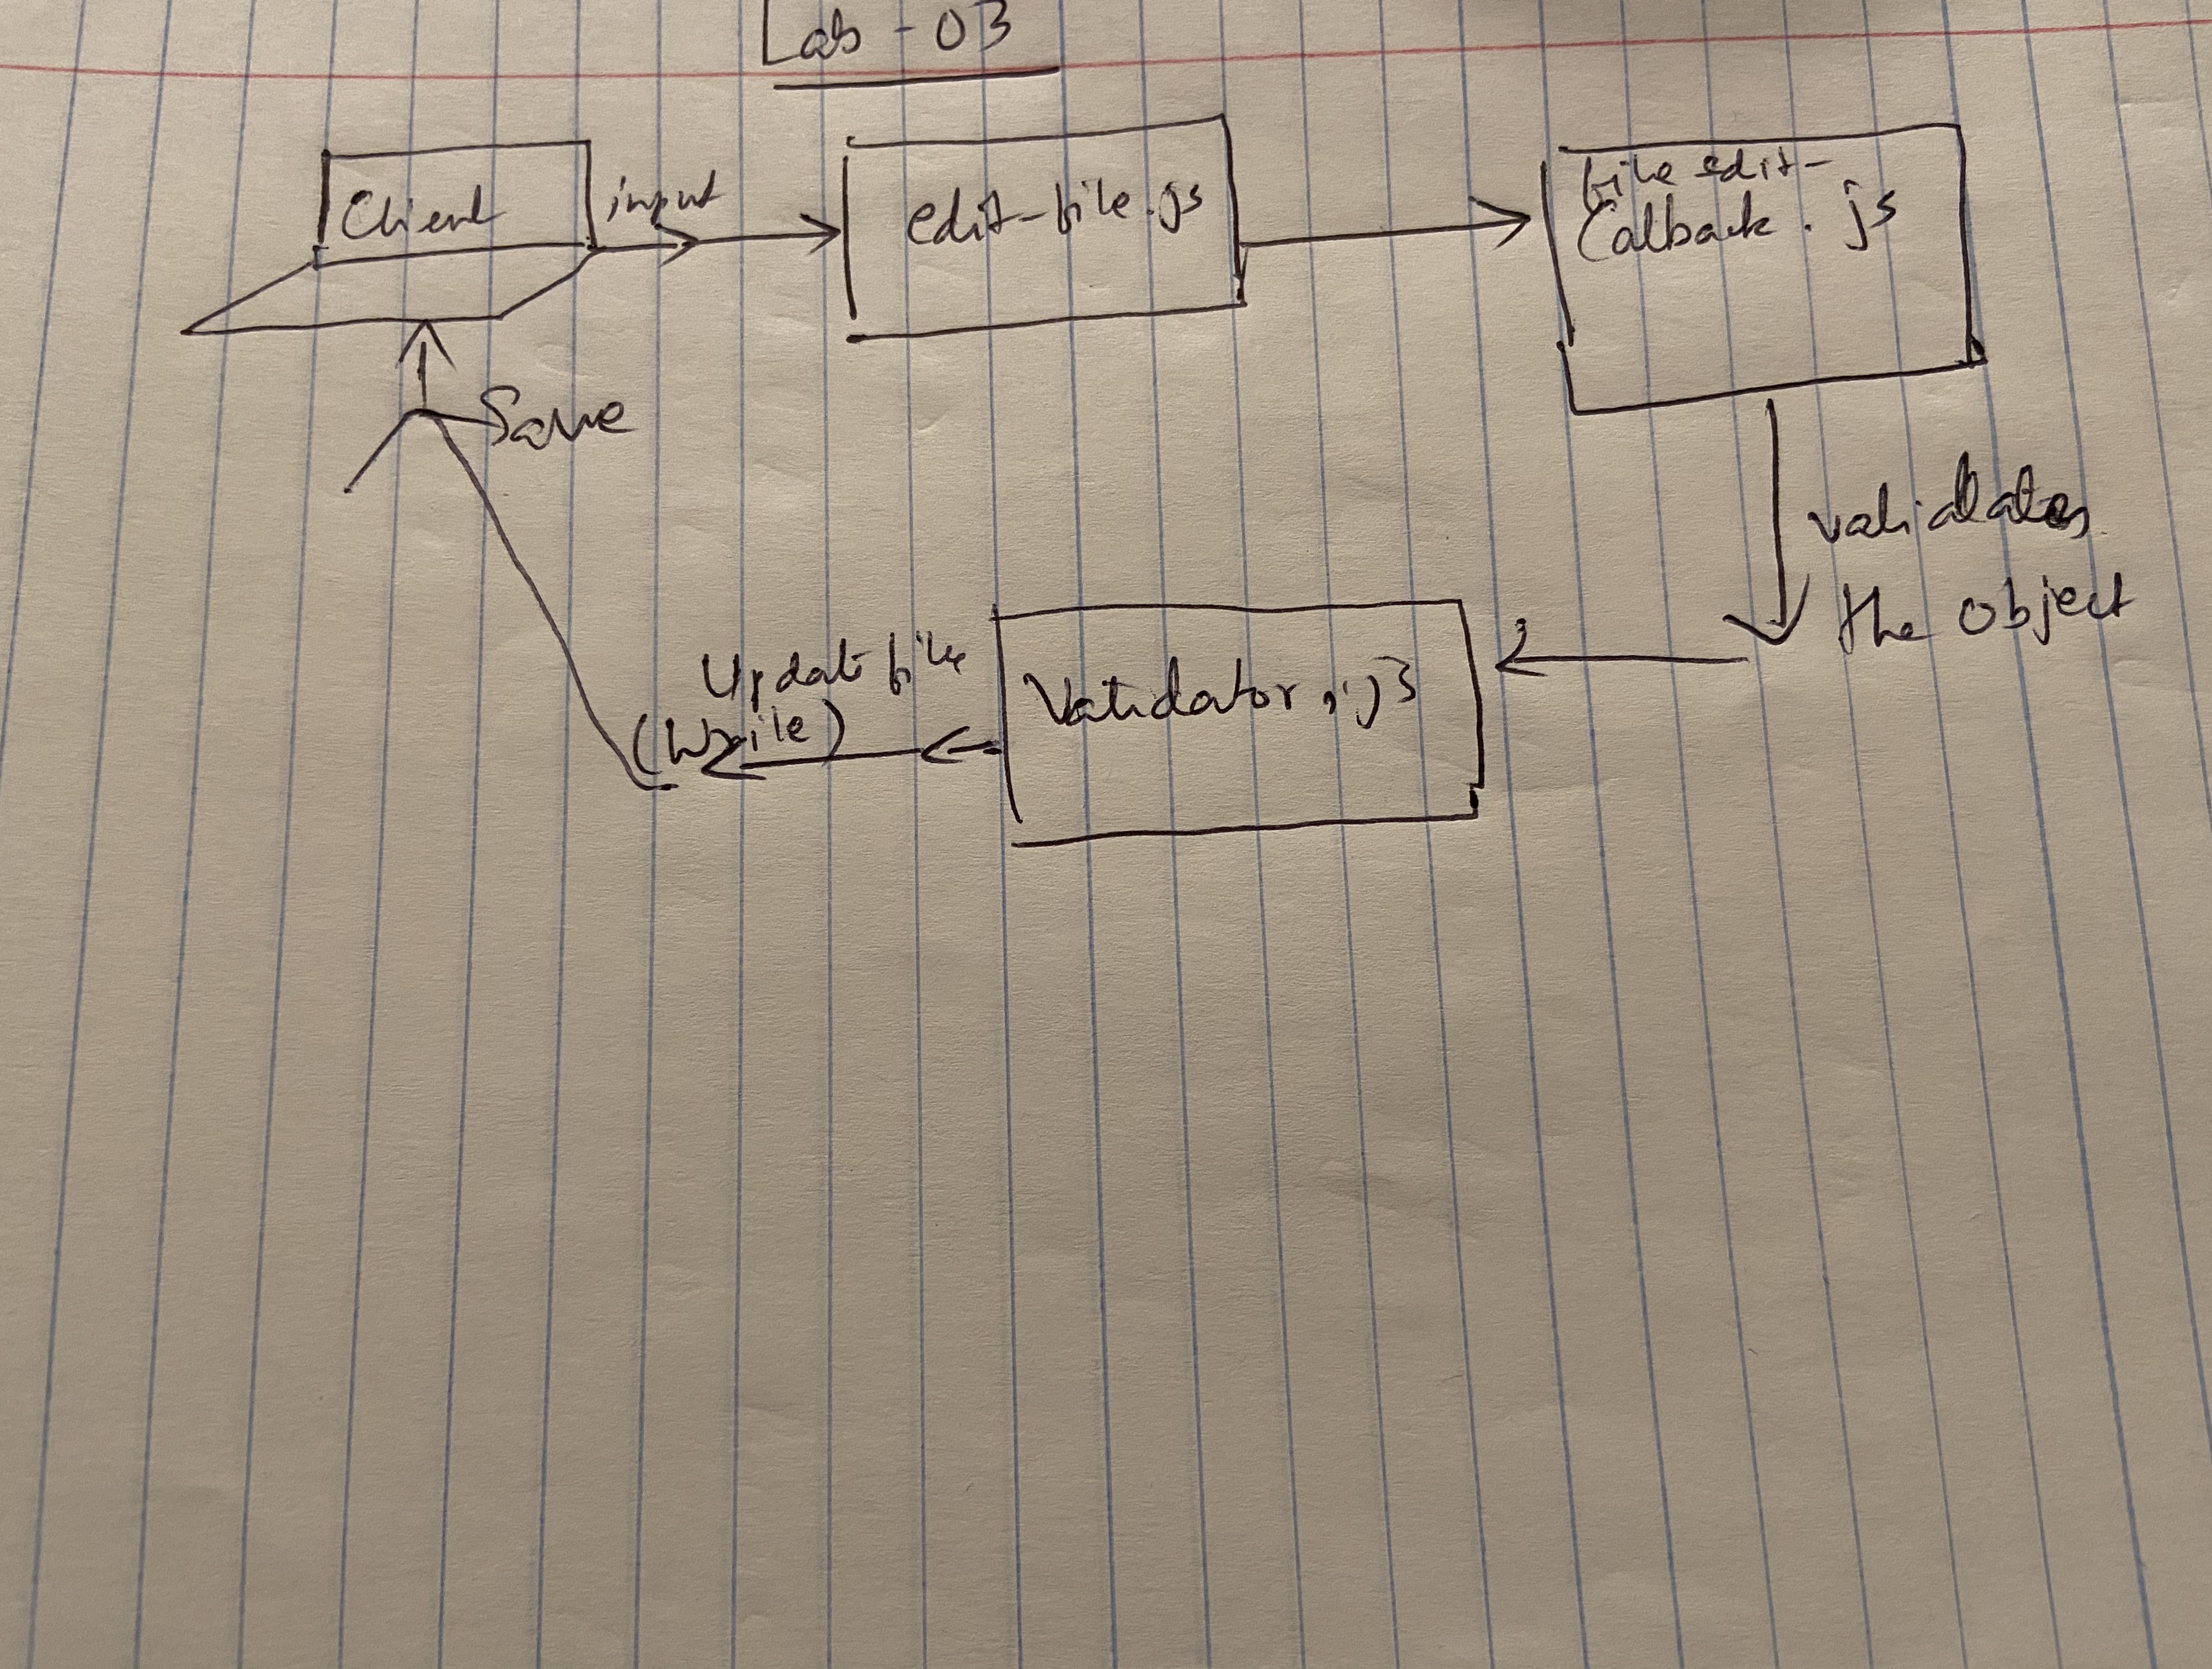 Lab - 03
Client
input
edit-file.js
file edit-
Callback.js
validates
the object
Save
Update file
(Write)
Validator.js